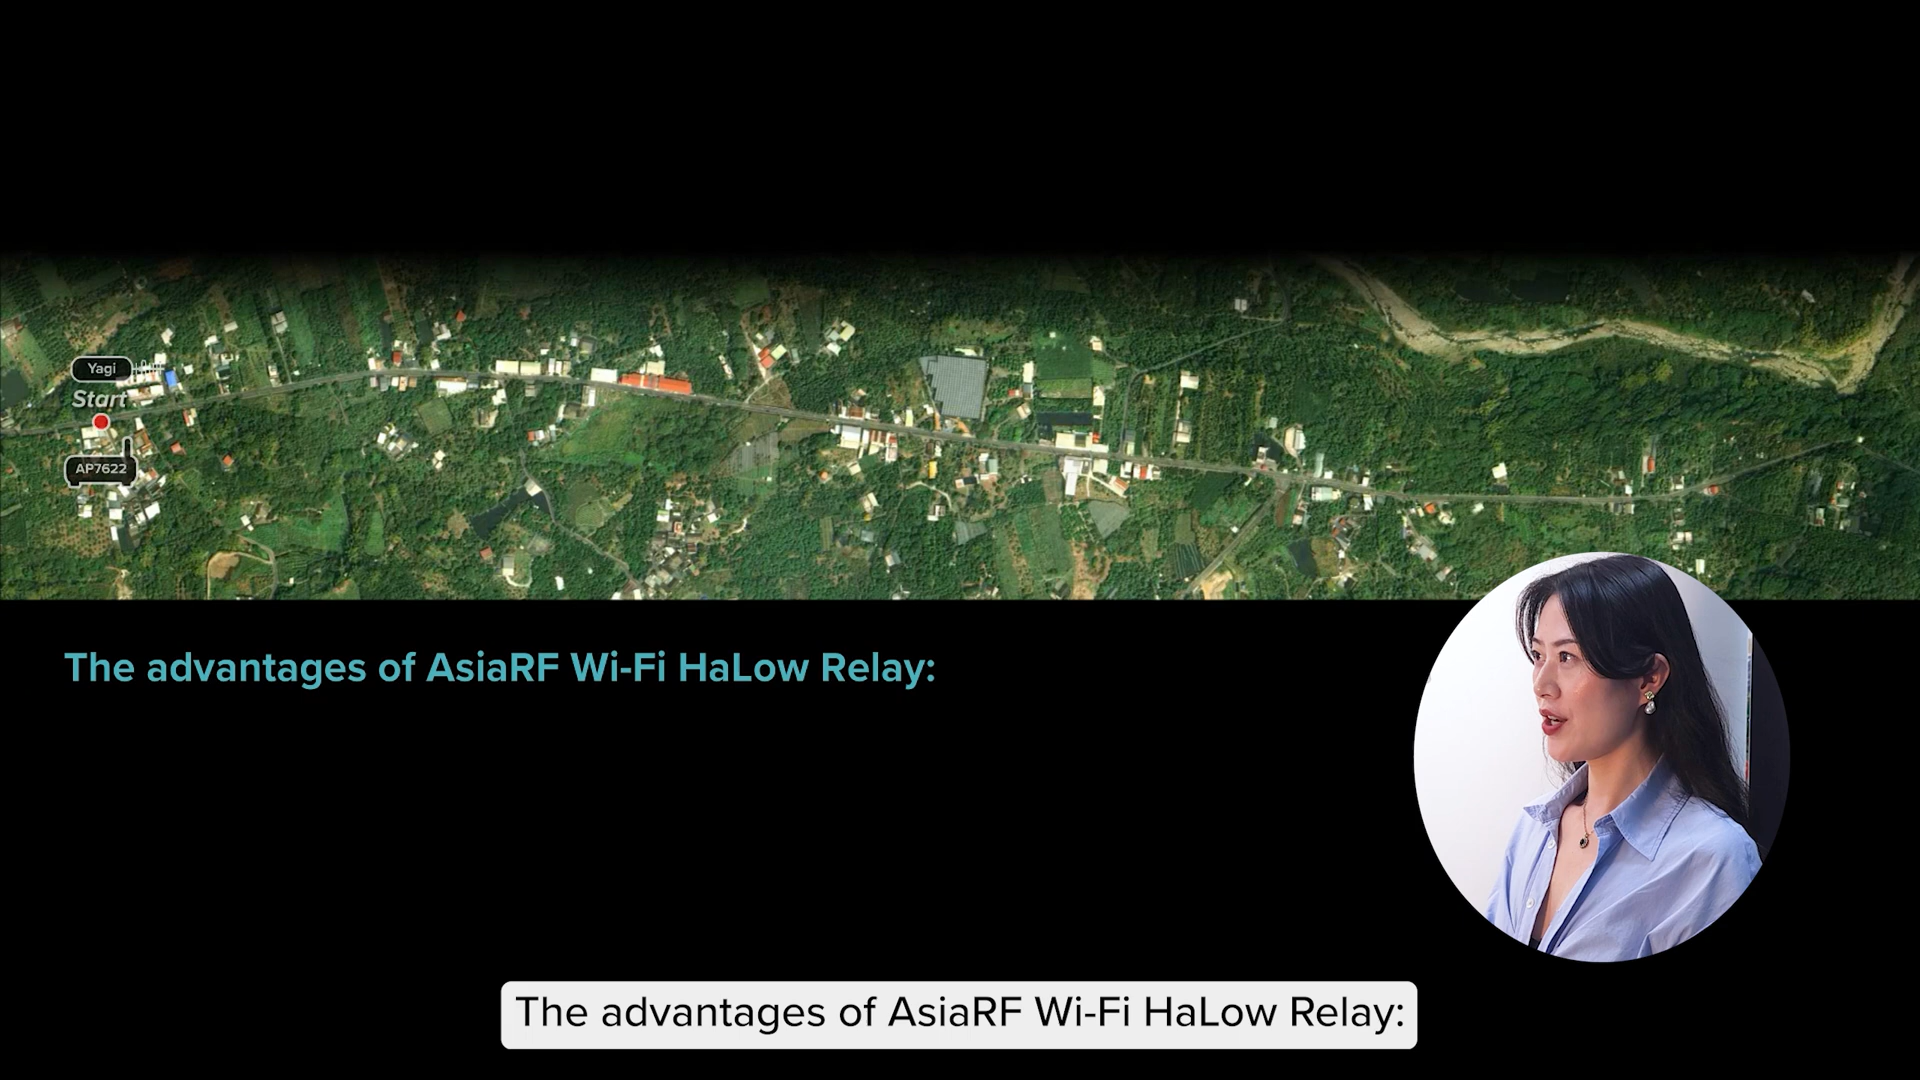 Yagi
Start
AP7622
The advantages of AsiaRF Wi-Fi HaLow Relay:
The advantages of AsiaRF Wi-Fi HaLow Relay: